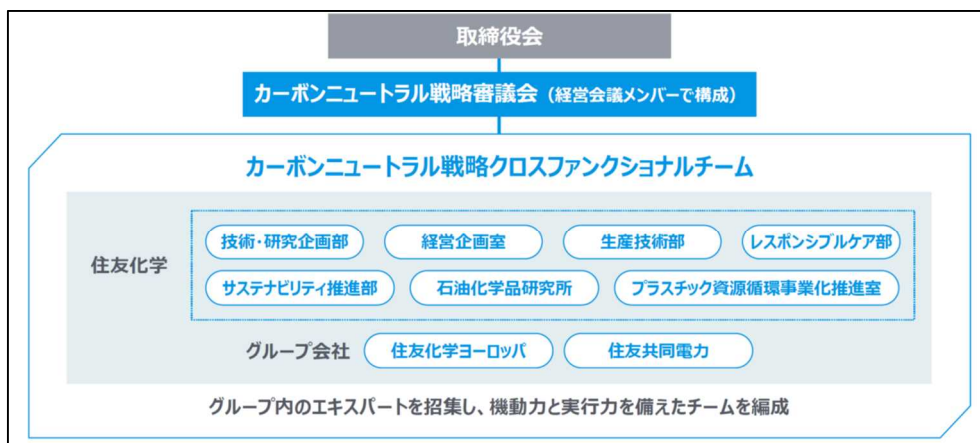 取締役会
カーボンニュートラル戦略審議会（経営会議メンバーで構成）
カーボンニュートラル戦略クロスファンクショナルチーム
住友化学
技術・研究企画部 経営企画室 生産技術部 レスポンシブルケア部
サステナビリティ推進部 石油化学品研究所 プラスチック資源循環事業化推進室
グループ会社 住友化学ヨーロッパ 住友共同電力
グループ内のエキスパートを招集し、機動力と実行力を備えたチームを編成